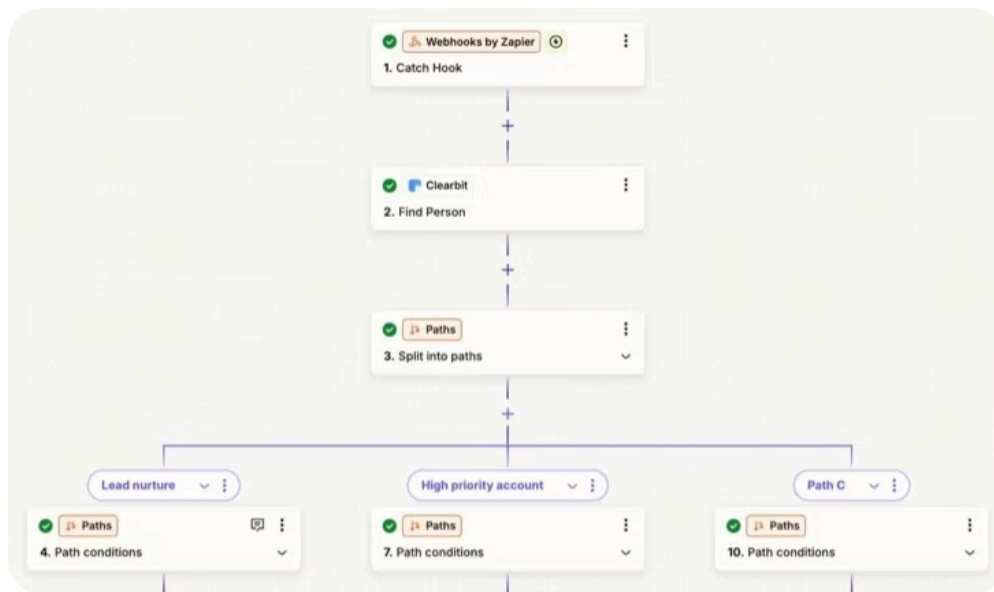 Webhooks by Zapier
1. Catch Hook
Clearbit
2. Find Person
Paths
3. Split into paths
Lead nurture
High priority account
Path C
Paths
4. Path conditions
Paths
7. Path conditions
Paths
10. Path conditions